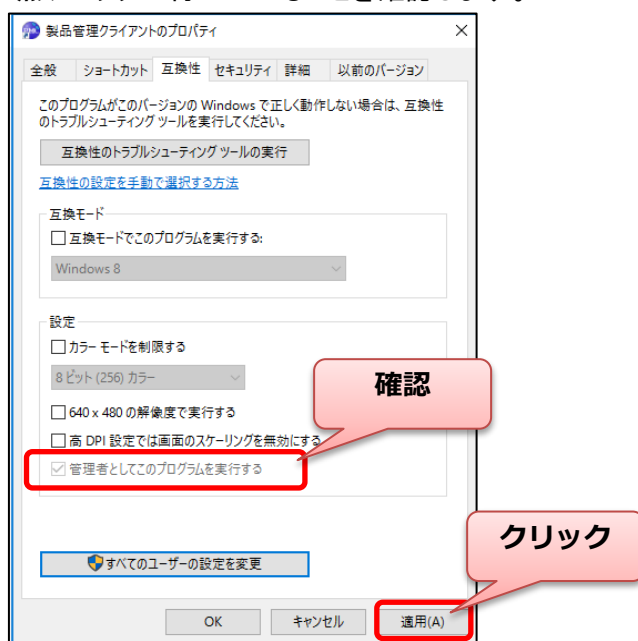 製品管理クライアントのプロパティ
全般 ショートカット 互換性 セキュリティ 詳細 以前のバージョン
このプログラムがこのバージョンの Windows で正しく動作しない場合は、互換性
のトラブルシューティング ツールを実行してください。
互換性のトラブルシューティング ツールの実行
互換性の設定を手動で選択する方法
互換モード
互換モードでこのプログラムを実行する:
Windows 8
設定
カラー モードを制限する
8 ビット (256) カラー
確認
640 x 480 の解像度で実行する
高 DPI 設定では画面のスケーリングを無効にする
管理者としてこのプログラムを実行する
クリック
すべてのユーザーの設定を変更
OK キャンセル 適用(A)